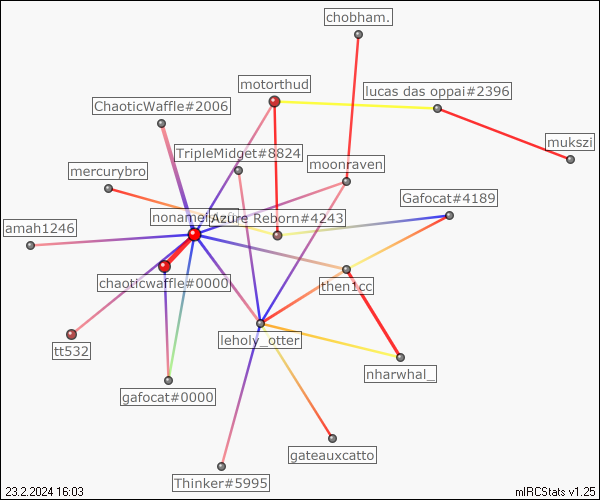 chobham.
motorthud
lucas das oppai#2396
ChaoticWaffle#2006
mukszi
TripleMidget#8824
mercurybro
moonraven
Gafocat#4189
Azure Reborn#4243
amah1246
chaoticwaffle#0000
then1cc
leholy_otter
tt532
nharwhal_
gafocat#0000
gateauxcatto
Thinker#5995
23.2.2024 16:03
mIRCStats v1.25